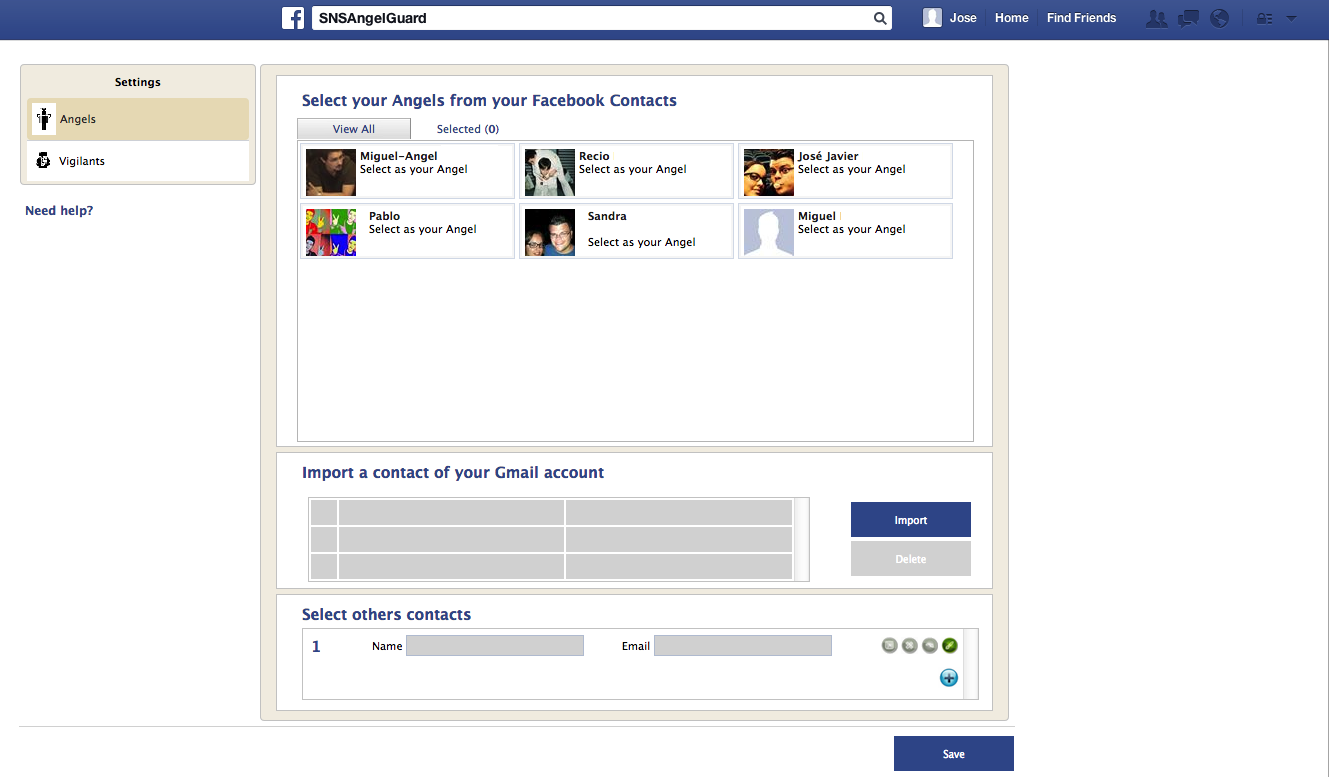 SNSAngelGuard
Jose Home Find Friends
Settings
Angels
Vigilants
Need help?
Select your Angels from your Facebook Contacts
View All Selected (0)
Miguel-Angel
Select as your Angel
Recio
Select as your Angel
José Javier
Select as your Angel
Pablo
Select as your Angel
Sandra
Select as your Angel
Miguel
Select as your Angel
Import a contact of your Gmail account
Import
Delete
Select others contacts
1 Name Email
Save